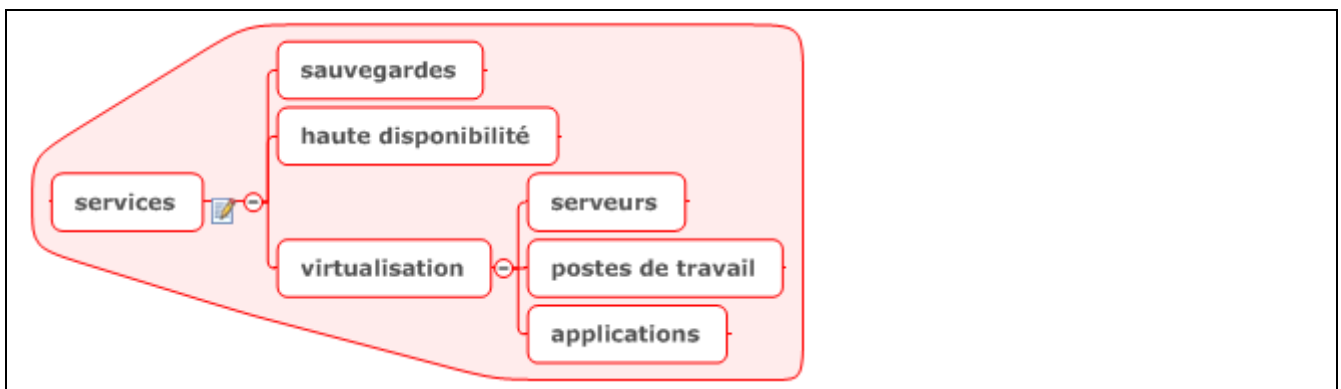 sauvegardes
haute disponibilité
services
virtualisation
serveurs
postes de travail
applications